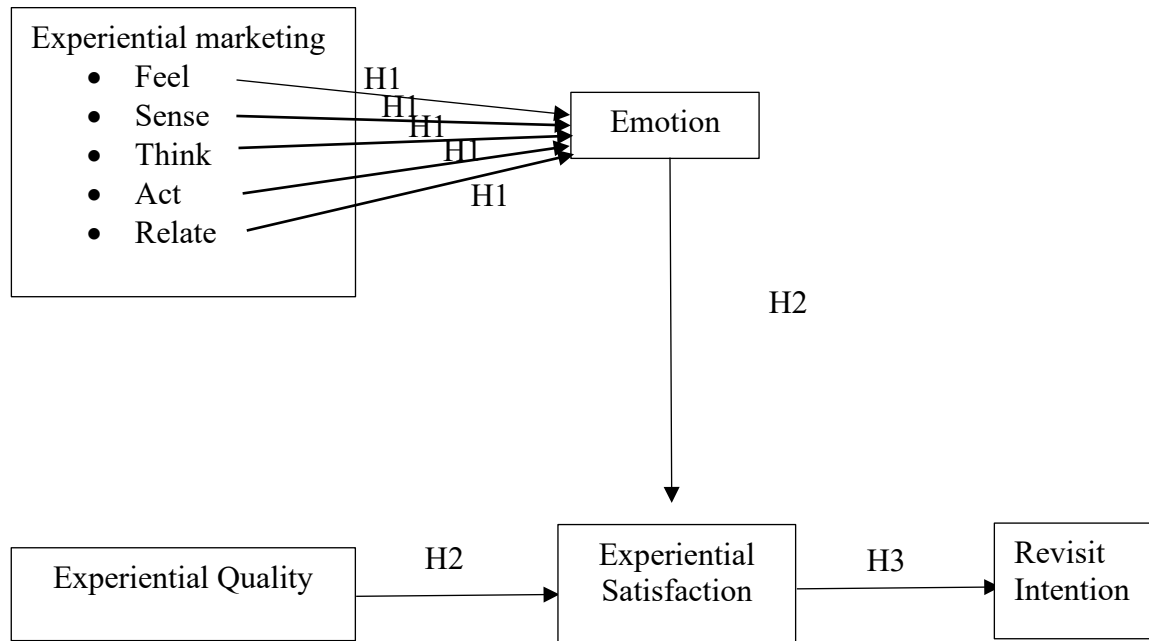 Experiential marketing
• Feel
• Sense
• Think
• Act
• Relate
H1
H1
H1
H1
H1
Emotion
H2
Experiential Quality
H2
Experiential
Satisfaction
H3
Revisit
Intention